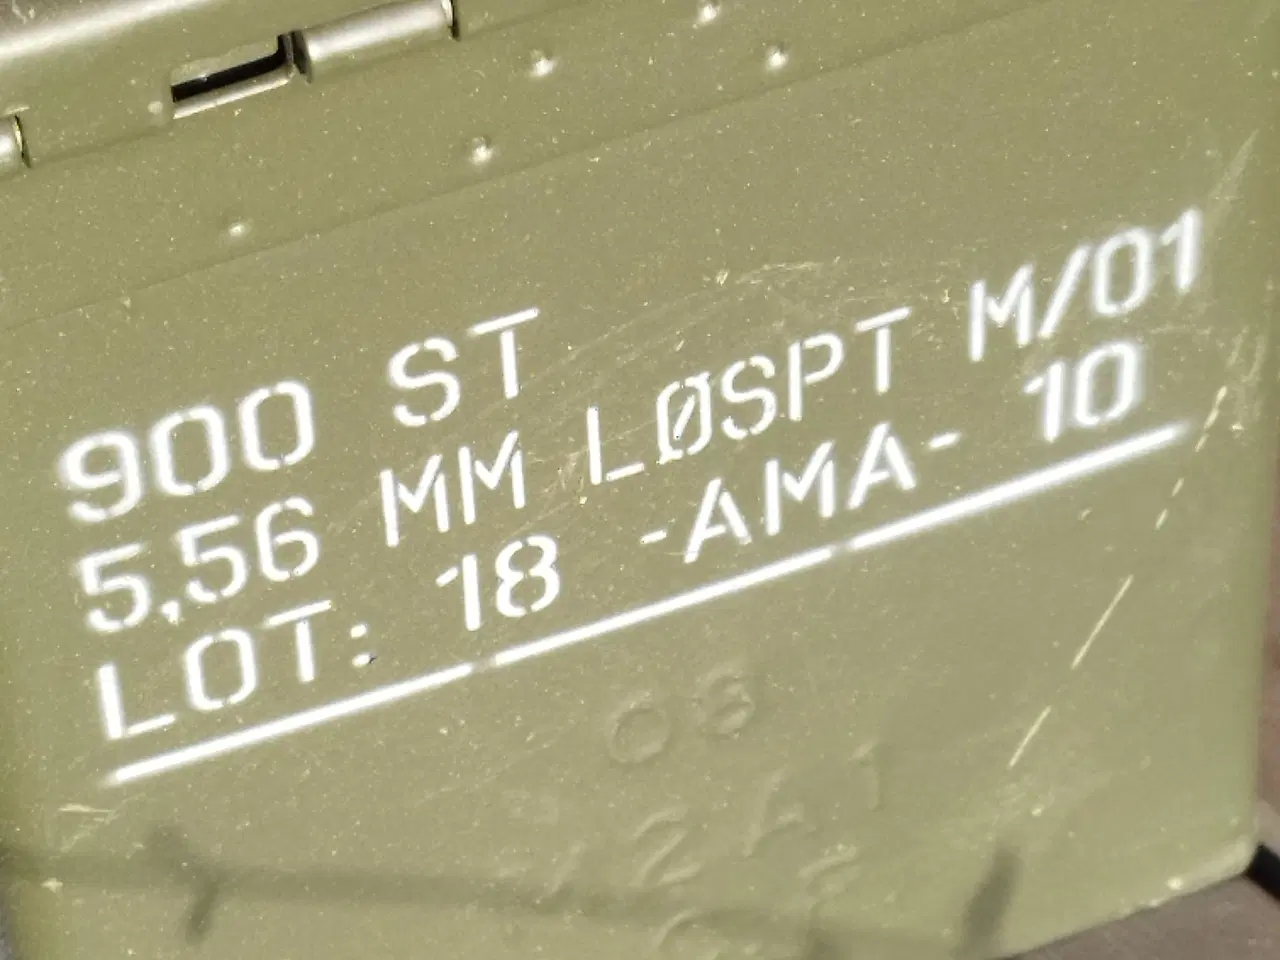 900 ST
5,56 MM LØSPT M/01
LOT: 18 -AMA- 10